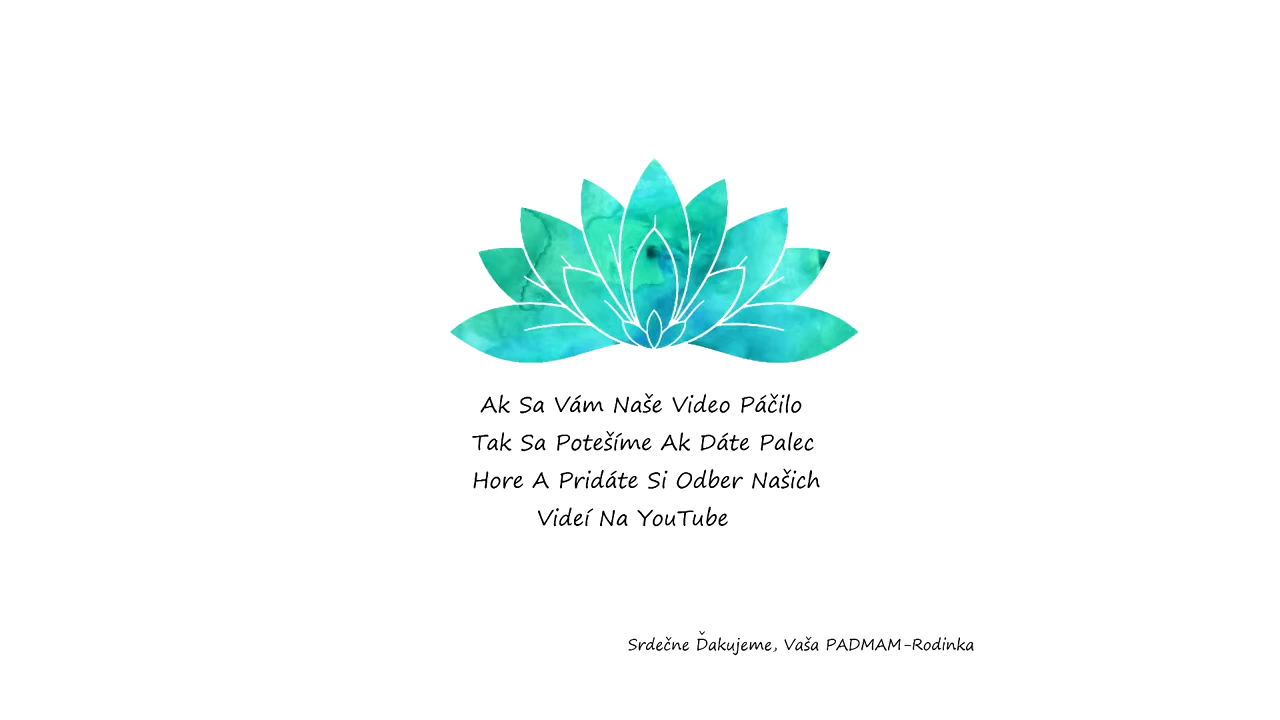 Ak Sa Vám Naše Video Páčilo
Tak Sa Potešíme Ak Dáte Palec
Hore A Pridáte Si Odber Našich
Videí Na YouTube
Srdečne Ďakujeme, Vaša PADMAM-Rodinka